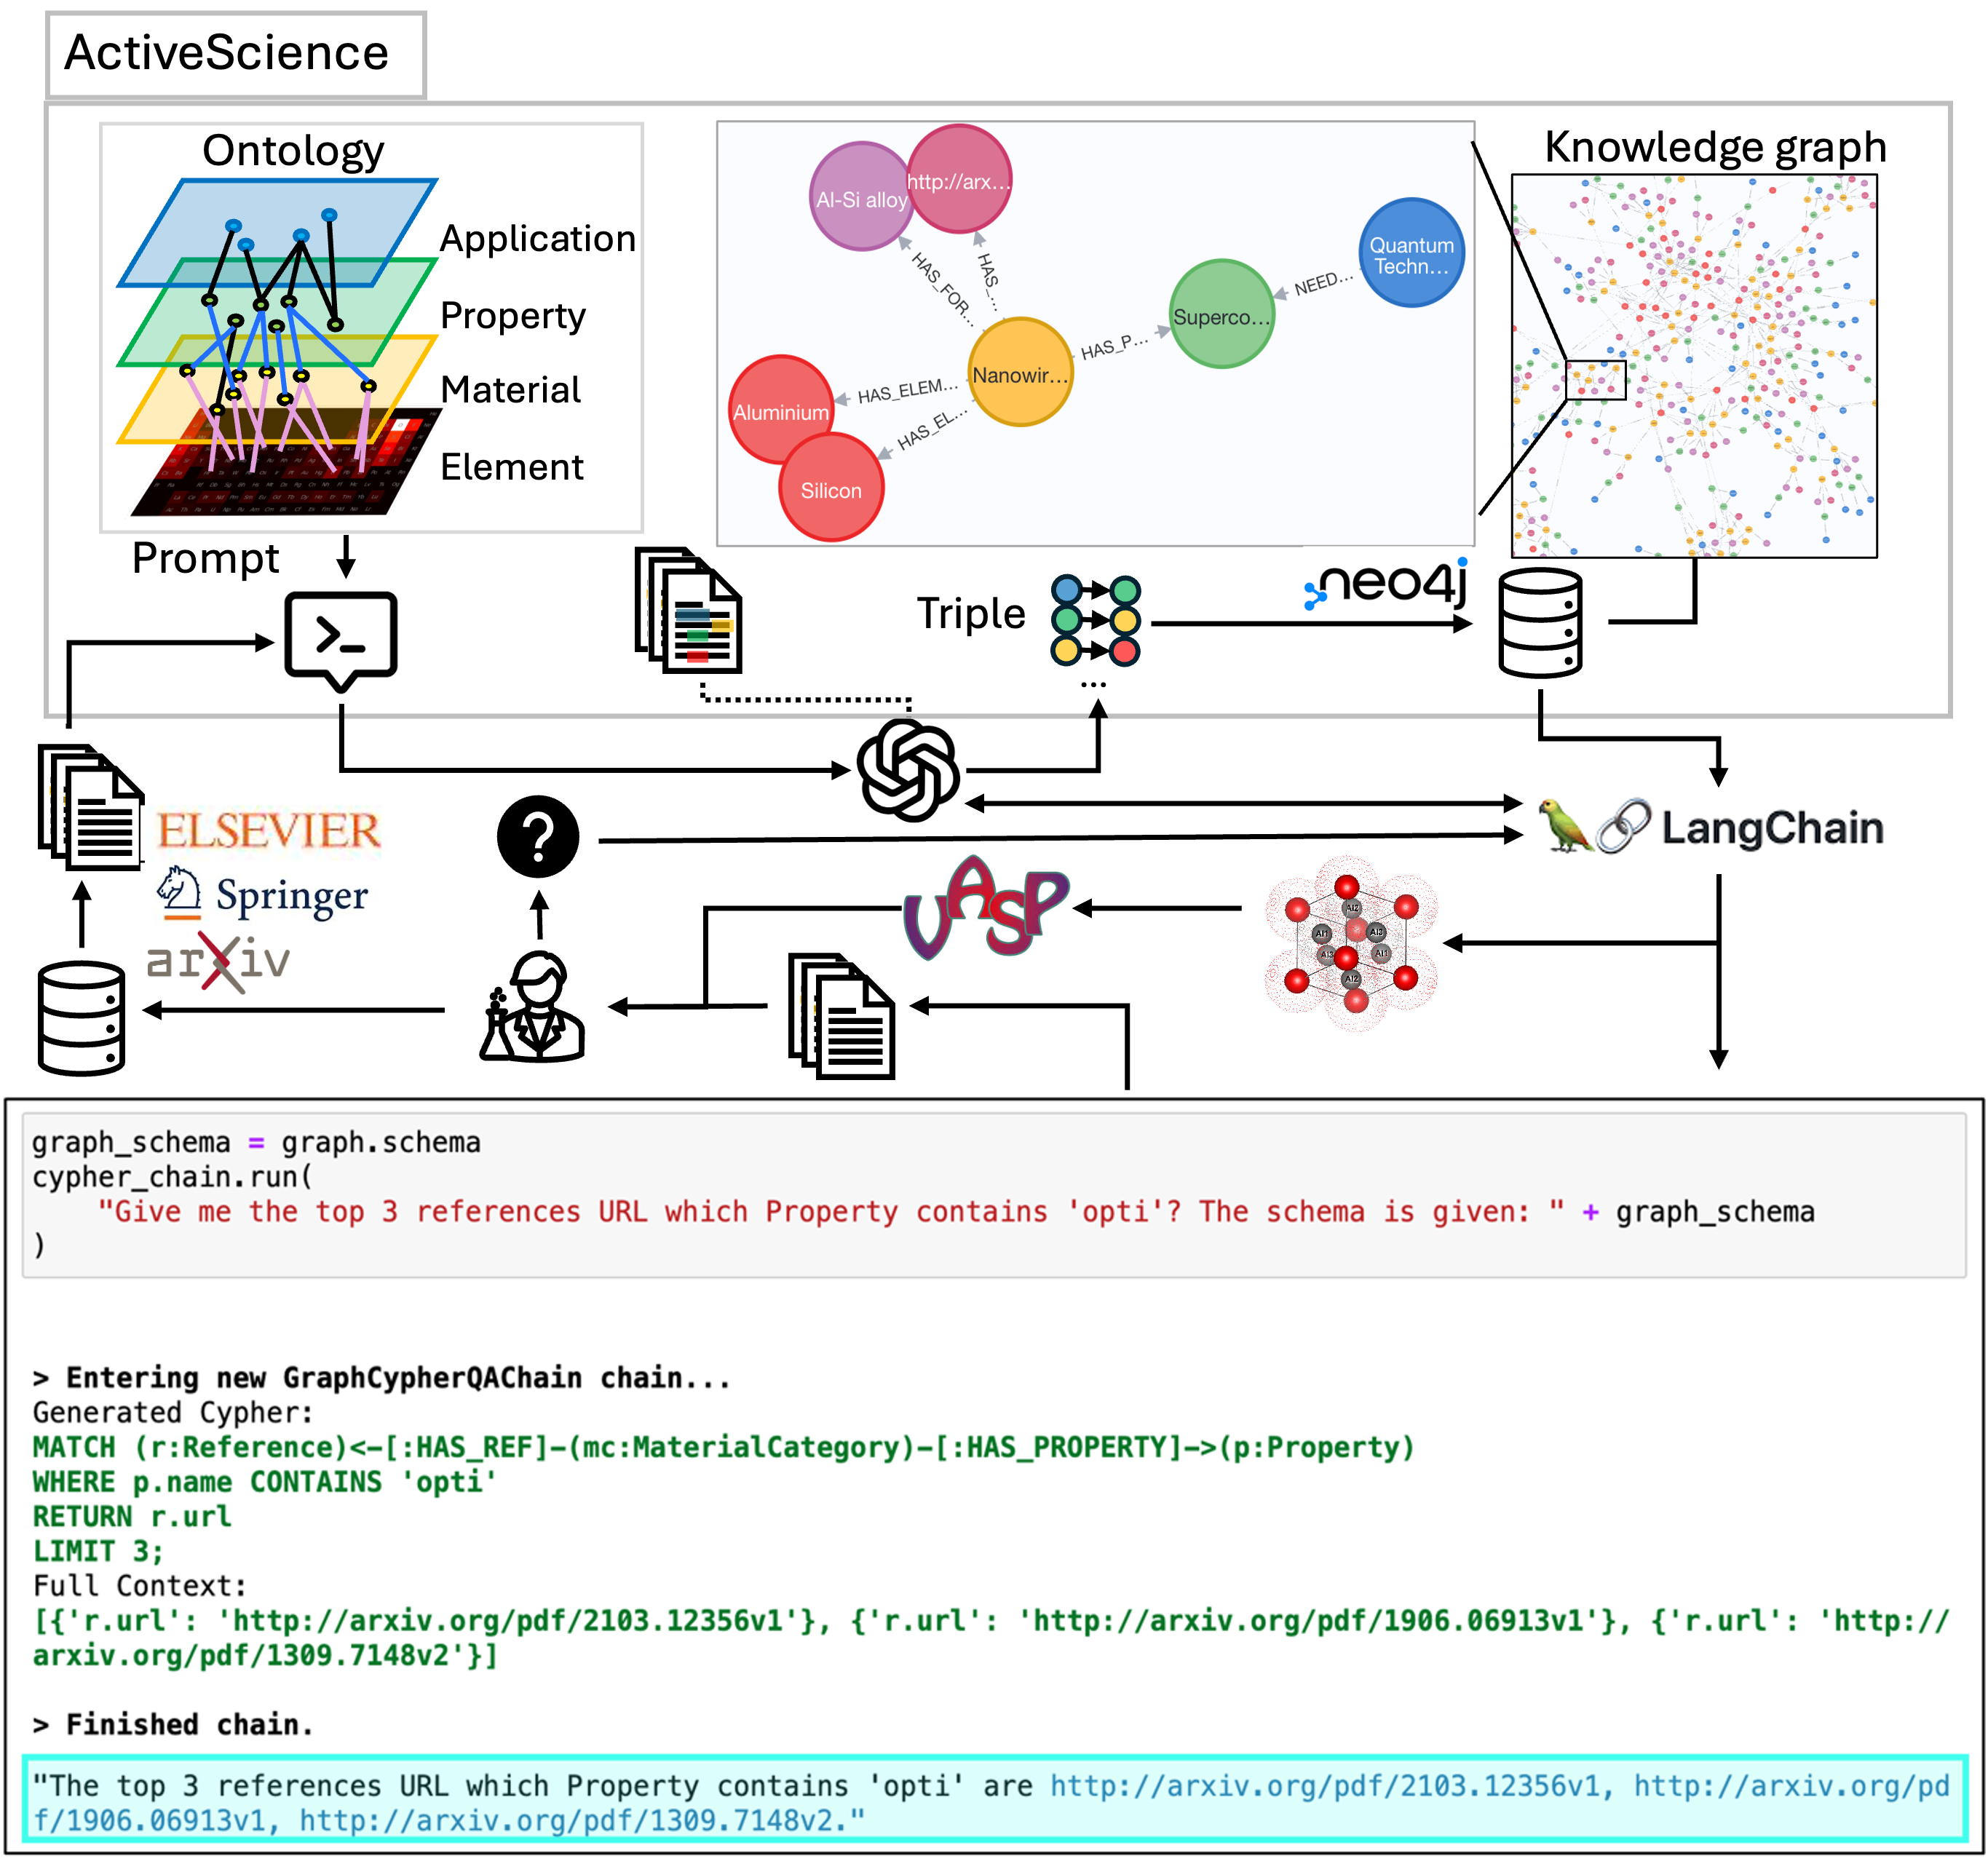 ActiveScience
Ontology
Application
Property
Material
Element
Al-Si alloy
http://arx...
Quantum
Techn...
Superco...
Nanowir...
Aluminium
Silicon
HAS_FOR...
HAS_...
NEED...
HAS_P...
HAS_ELEM...
HAS_EL...
Knowledge graph
Prompt
Triple
...
neo4j
ELSEVIER
Springer
arXiv
?
LangChain
VASP
Al2
Al1
Al3
Al3
Al1
Al2
graph_schema = graph.schema
cypher_chain.run(
"Give me the top 3 references URL which Property contains 'opti'? The schema is given: " + graph_schema
)
> Entering new GraphCypherQAChain chain...
Generated Cypher:
MATCH (r:Reference)<-[:HAS_REF]-(mc:MaterialCategory)-[:HAS_PROPERTY]->(p:Property)
WHERE p.name CONTAINS 'opti'
RETURN r.url
LIMIT 3;
Full Context:
[{'r.url': 'http://arxiv.org/pdf/2103.12356v1'}, {'r.url': 'http://arxiv.org/pdf/1906.06913v1'}, {'r.url': 'http://
arxiv.org/pdf/1309.7148v2'}]
> Finished chain.
"The top 3 references URL which Property contains 'opti' are http://arxiv.org/pdf/2103.12356v1, http://arxiv.org/pd
f/1906.06913v1, http://arxiv.org/pdf/1309.7148v2."